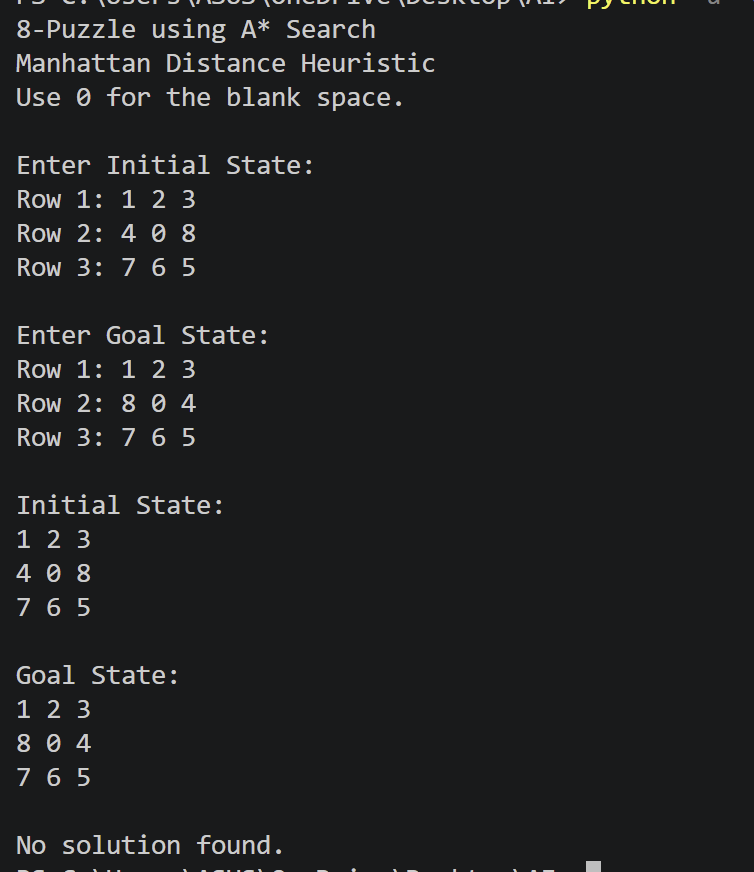 8-Puzzle using A* Search
Manhattan Distance Heuristic
Use 0 for the blank space.
Enter Initial State:
Row 1: 1 2 3
Row 2: 4 0 8
Row 3: 7 6 5
Enter Goal State:
Row 1: 1 2 3
Row 2: 8 0 4
Row 3: 7 6 5
Initial State:
1 2 3
4 0 8
7 6 5
Goal State:
1 2 3
8 0 4
7 6 5
No solution found.